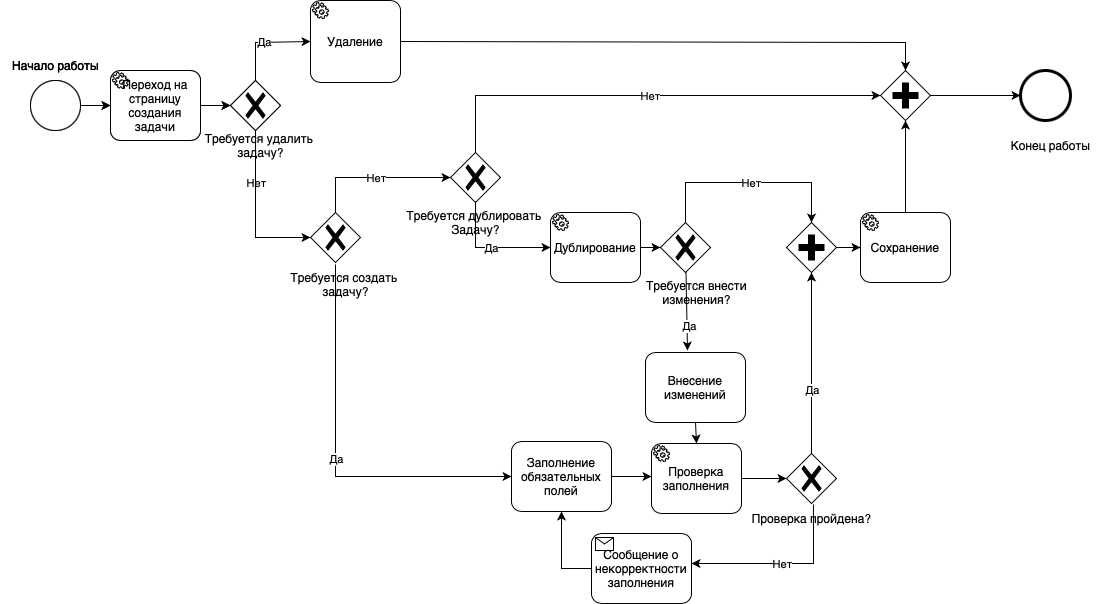 Удаление
Да
Начало работы
Переход на
страницу
создания
задачи
Требуется удалить
задачу?
Нет
Нет
Конец работы
Нет
Нет
Требуется дублировать
Задачу?
Да
Дублирование
Сохранение
Требуется создать
задачу?
Требуется внести
изменения?
Да
Внесение
изменений
Да
Да
Заполнение
обязательных
полей
Проверка
заполнения
Проверка пройдена?
Сообщение о
некорректности
заполнения
Нет